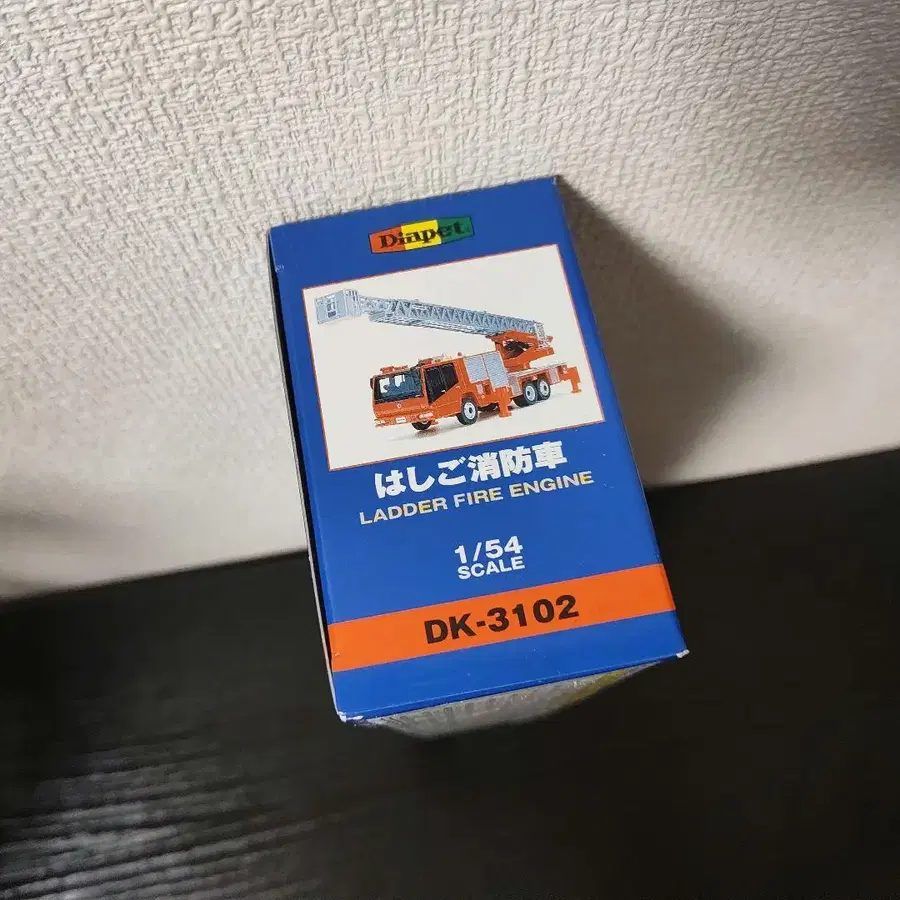 Diapet
はしご消防車
LADDER FIRE ENGINE
1/54
SCALE
DK-3102